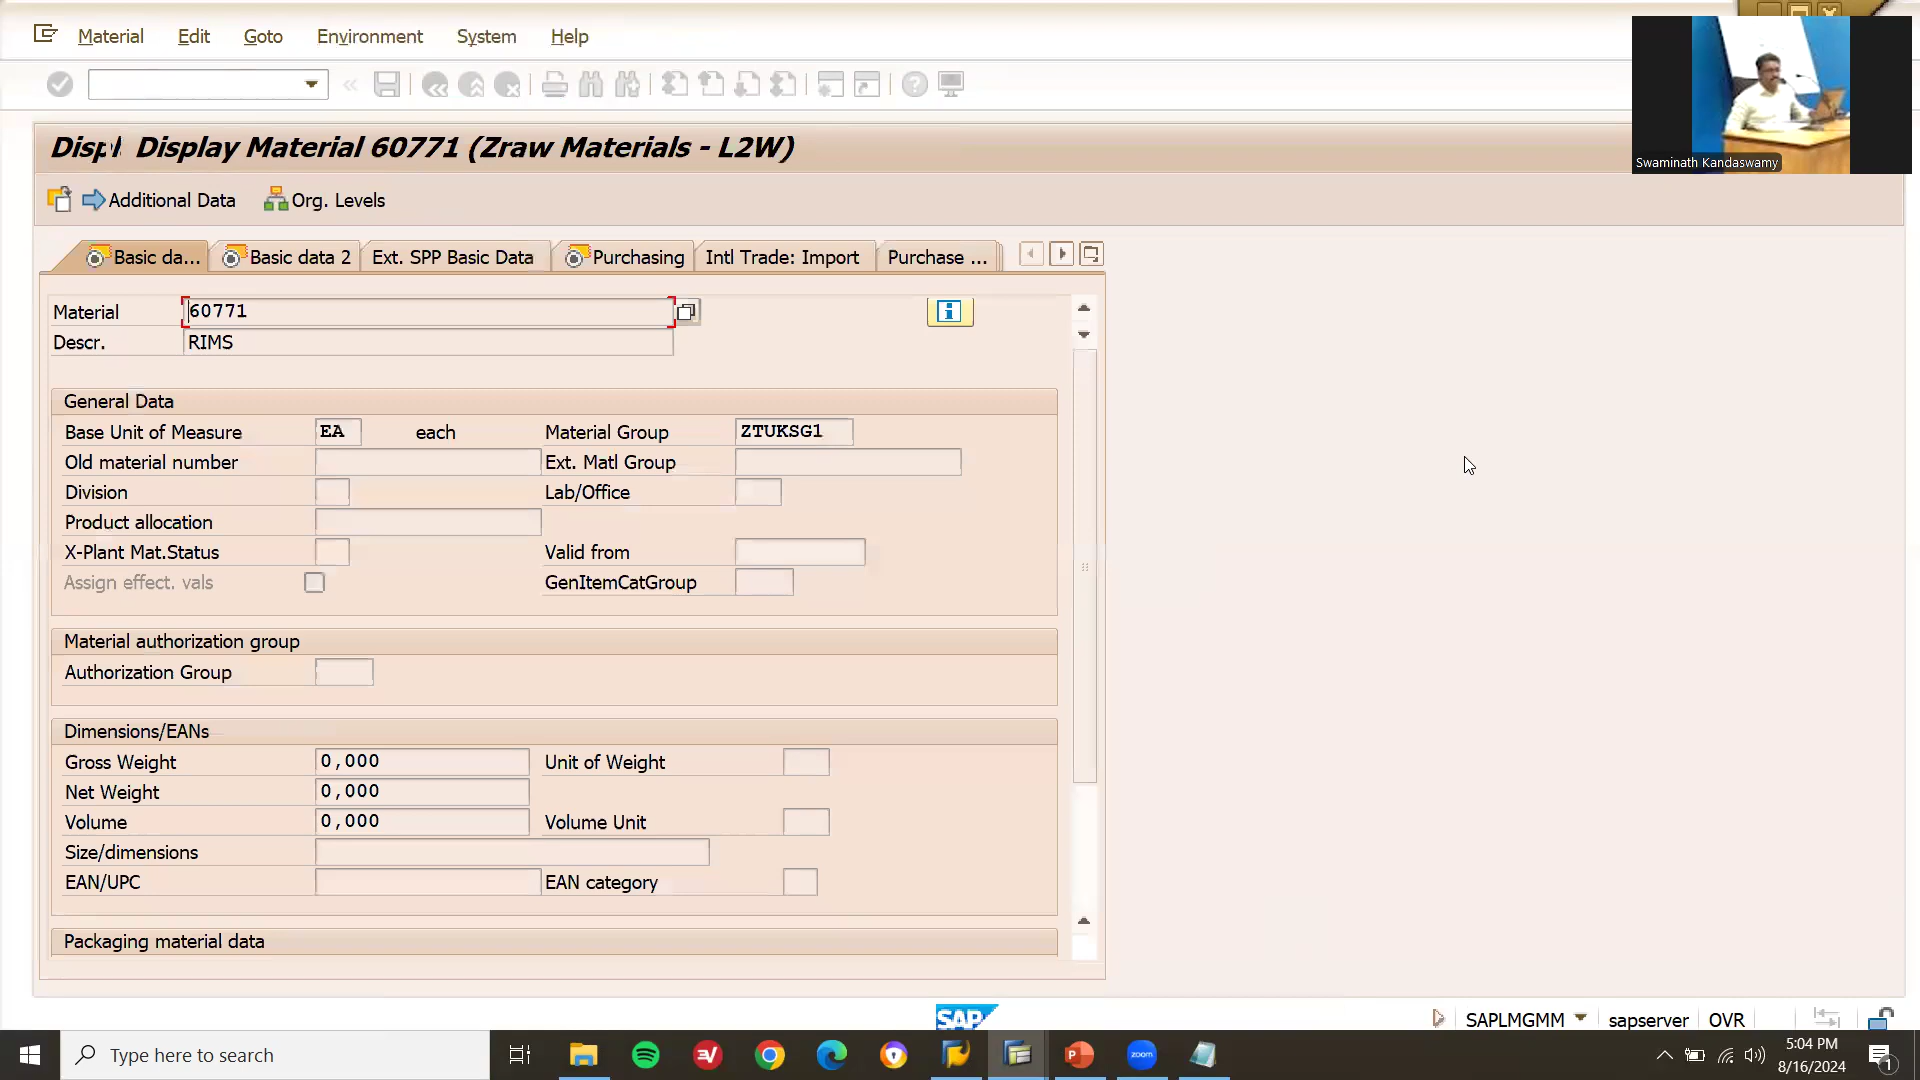 Material Edit Goto Environment System Help
Swaminath Kandaswamy
Display Material 60771 (Zraw Materials - L2W)
Additional Data Org. Levels
Basic da... Basic data 2 Ext. SPP Basic Data Purchasing Intl Trade: Import Purchase ...
Material 60771
Descr. RIMS
General Data
Base Unit of Measure EA each Material Group ZTUKSG1
Old material number Ext. Matl Group
Division Lab/Office
Product allocation
X-Plant Mat.Status Valid from
Assign effect. vals GenItemCatGroup
Material authorization group
Authorization Group
Dimensions/EANs
Gross Weight 0,000 Unit of Weight
Net Weight 0,000
Volume 0,000 Volume Unit
Size/dimensions
EAN/UPC EAN category
Packaging material data
SAP SAPLMGMM sapserver OVR
Type here to search zoom 5:04 PM
8/16/2024 1